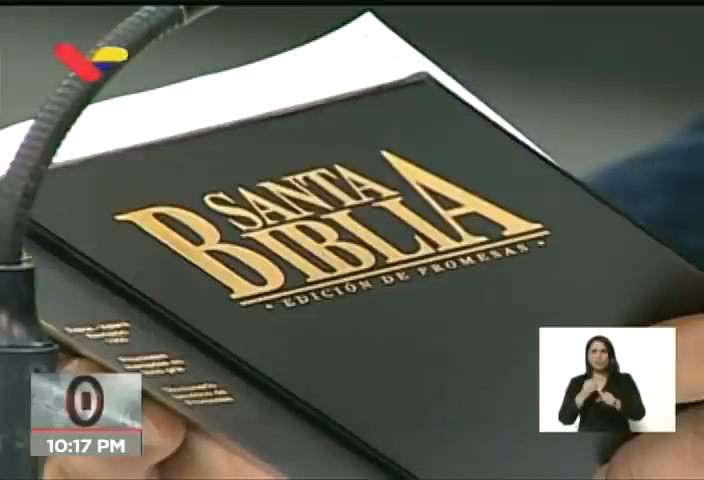 SANTA
BIBLIA
• EDICIÓN DE PROMESAS •
10:17 PM